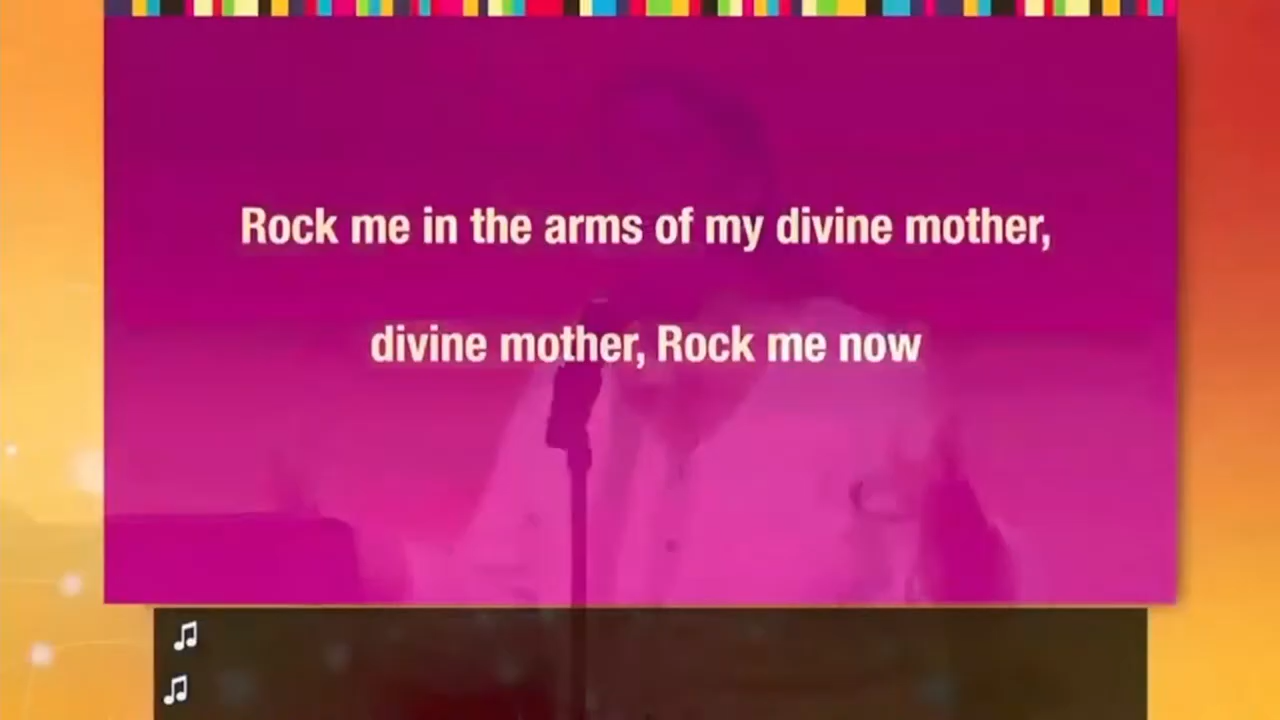 Rock me in the arms of my divine mother,
divine mother, Rock me now
♫
♫